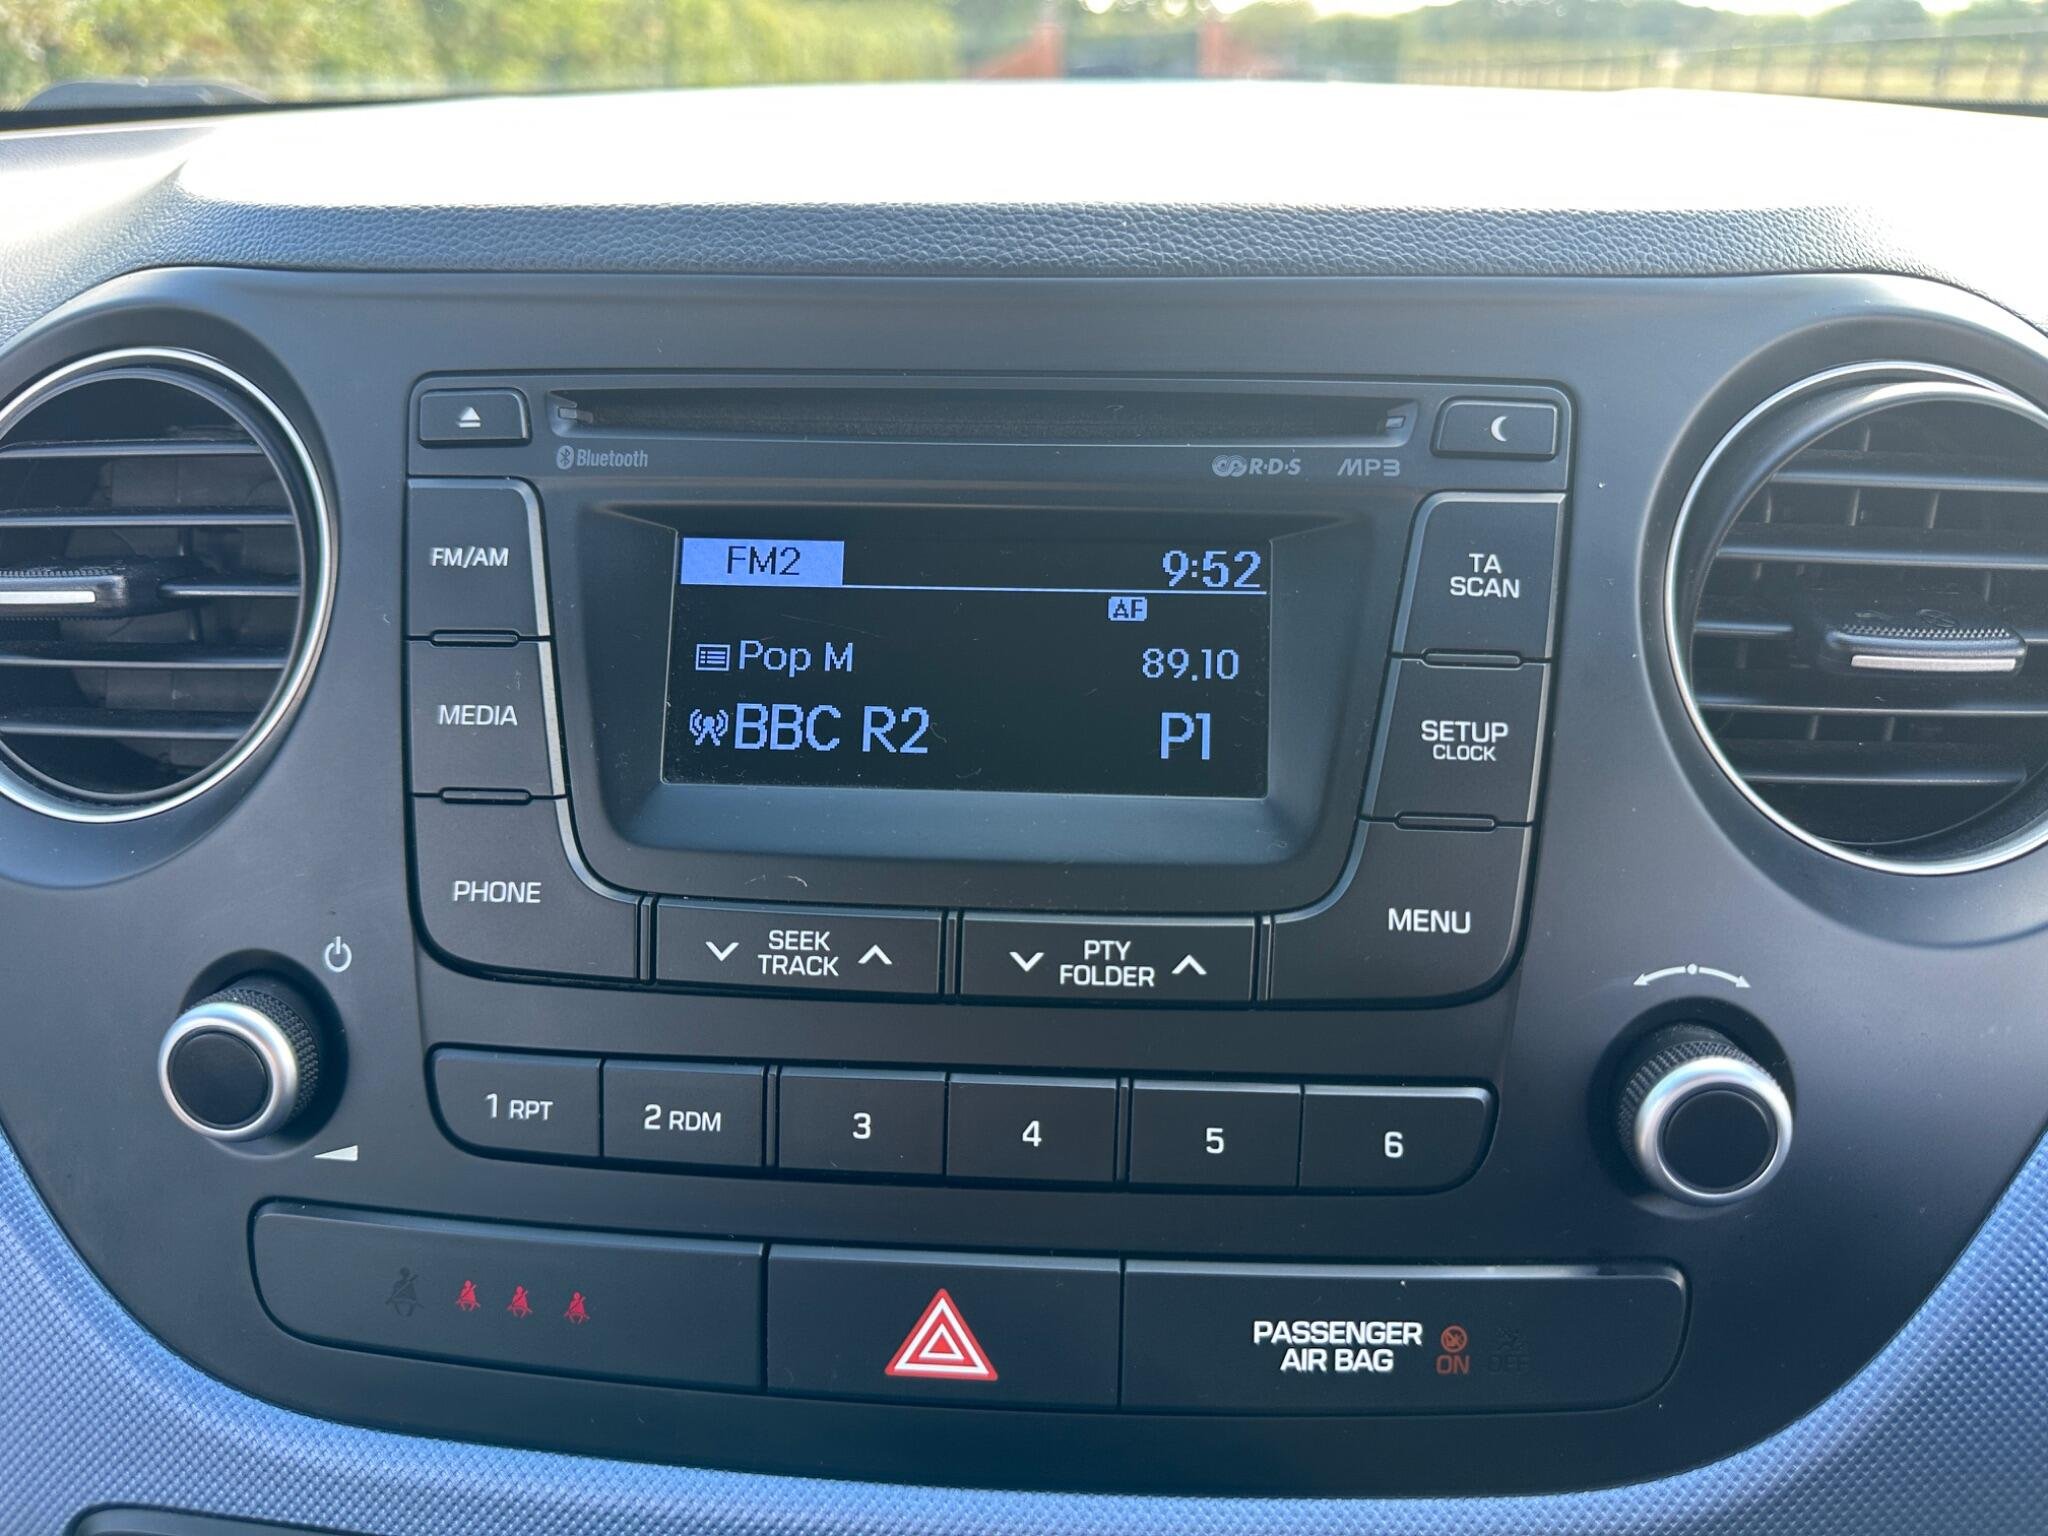 Bluetooth
R·D·S MP3
FM/AM
MEDIA
PHONE
FM2 9:52
AF
Pop M 89.10
BBC R2 P1
TA
SCAN
SETUP
CLOCK
MENU
SEEK
TRACK
PTY
FOLDER
1 RPT 2 RDM 3 4 5 6
PASSENGER
AIR BAG
ON OFF